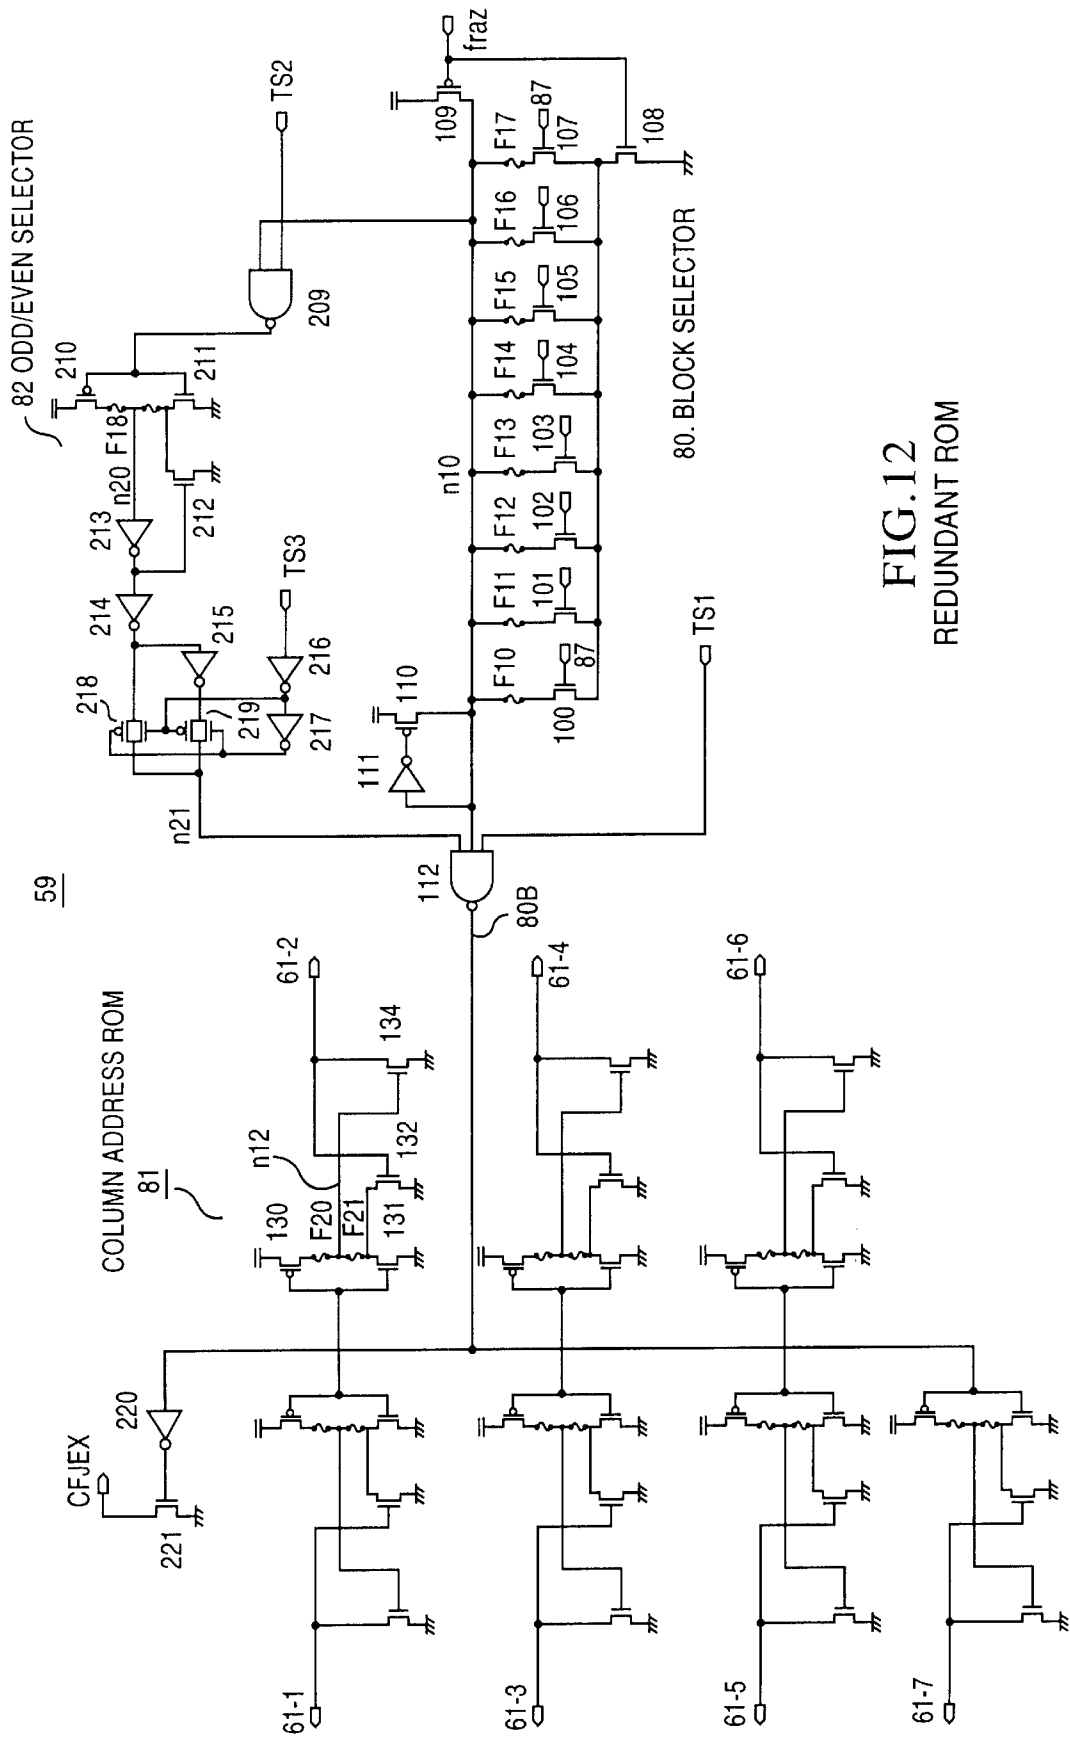 59
COLUMN ADDRESS ROM
81
82 ODD/EVEN SELECTOR
CFJEX
220
221
61-1
61-2
n12
130
F20
F21
131
132
134
61-3
61-4
61-5
61-6
61-7
80B
112
n21
218
219
214
215
213
n20
F18
210
211
212
216
217
TS3
209
TS2
111
110
n10
109
fraz
F10
F11
F12
F13
F14
F15
F16
F17
100
87
101
102
103
104
105
106
107
87
108
TS1
80. BLOCK SELECTOR
FIG.12
REDUNDANT ROM